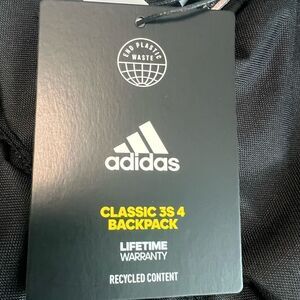 END PLASTIC
WASTE
adidas
CLASSIC 3S 4
BACKPACK
LIFETIME
WARRANTY
RECYCLED CONTENT